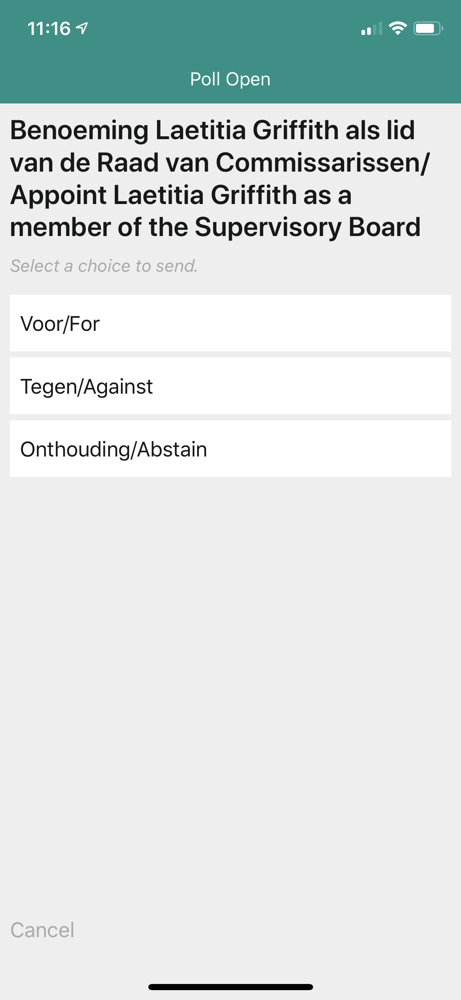 11:16
Poll Open
Benoeming Laetitia Griffith als lid
van de Raad van Commissarissen/
Appoint Laetitia Griffith as a
member of the Supervisory Board
Select a choice to send.
Voor/For
Tegen/Against
Onthouding/Abstain
Cancel